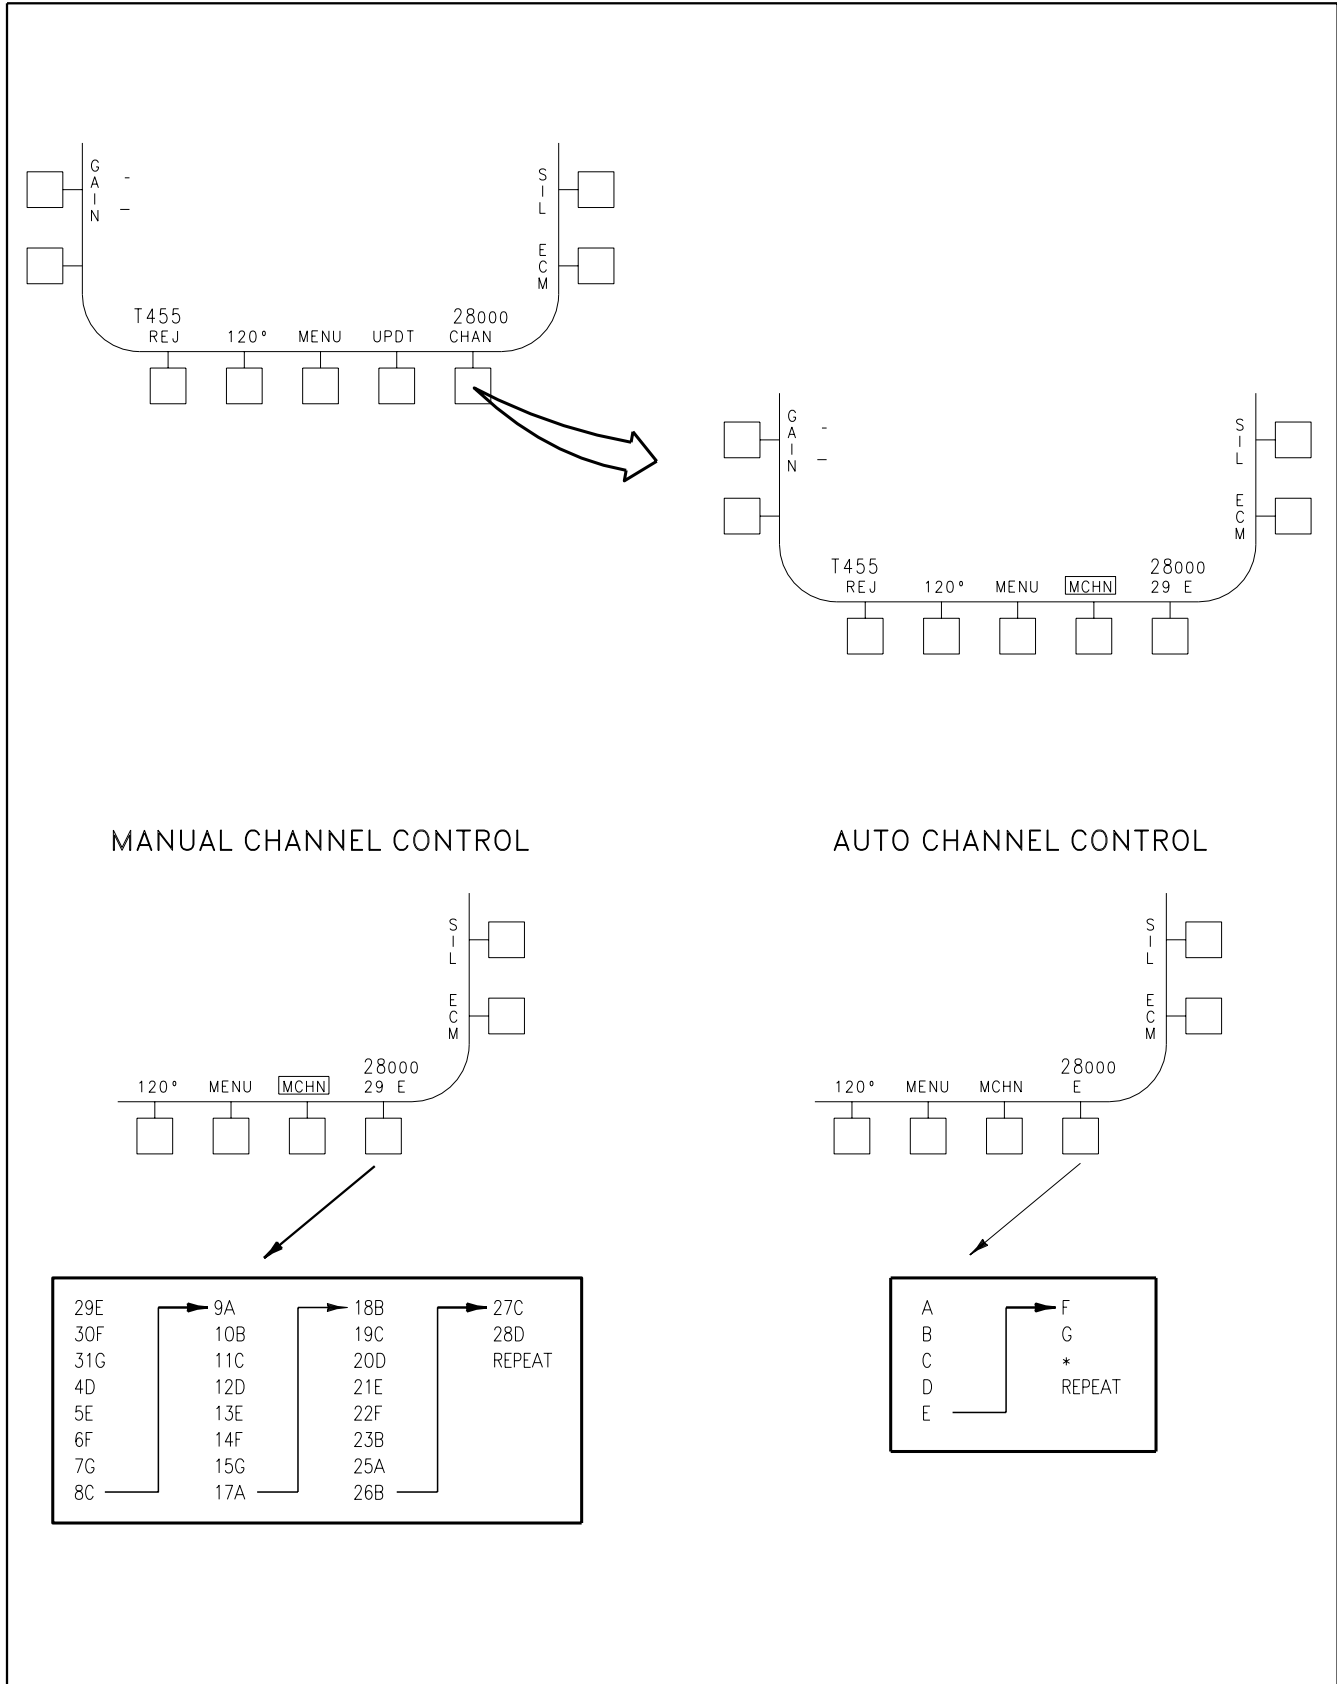 GAIN - –
SIL
ECM
T455 28000
REJ 120° MENU UPDT CHAN
GAIN - –
SIL
ECM
T455 28000
REJ 120° MENU MCHN 29 E
MANUAL CHANNEL CONTROL
SIL
ECM
28000
120° MENU MCHN 29 E
29E 9A 18B 27C
30F 10B 19C 28D
31G 11C 20D REPEAT
4D 12D 21E
5E 13E 22F
6F 14F 23B
7G 15G 25A
8C 17A 26B
AUTO CHANNEL CONTROL
SIL
ECM
28000
120° MENU MCHN E
A F
B G
C *
D REPEAT
E